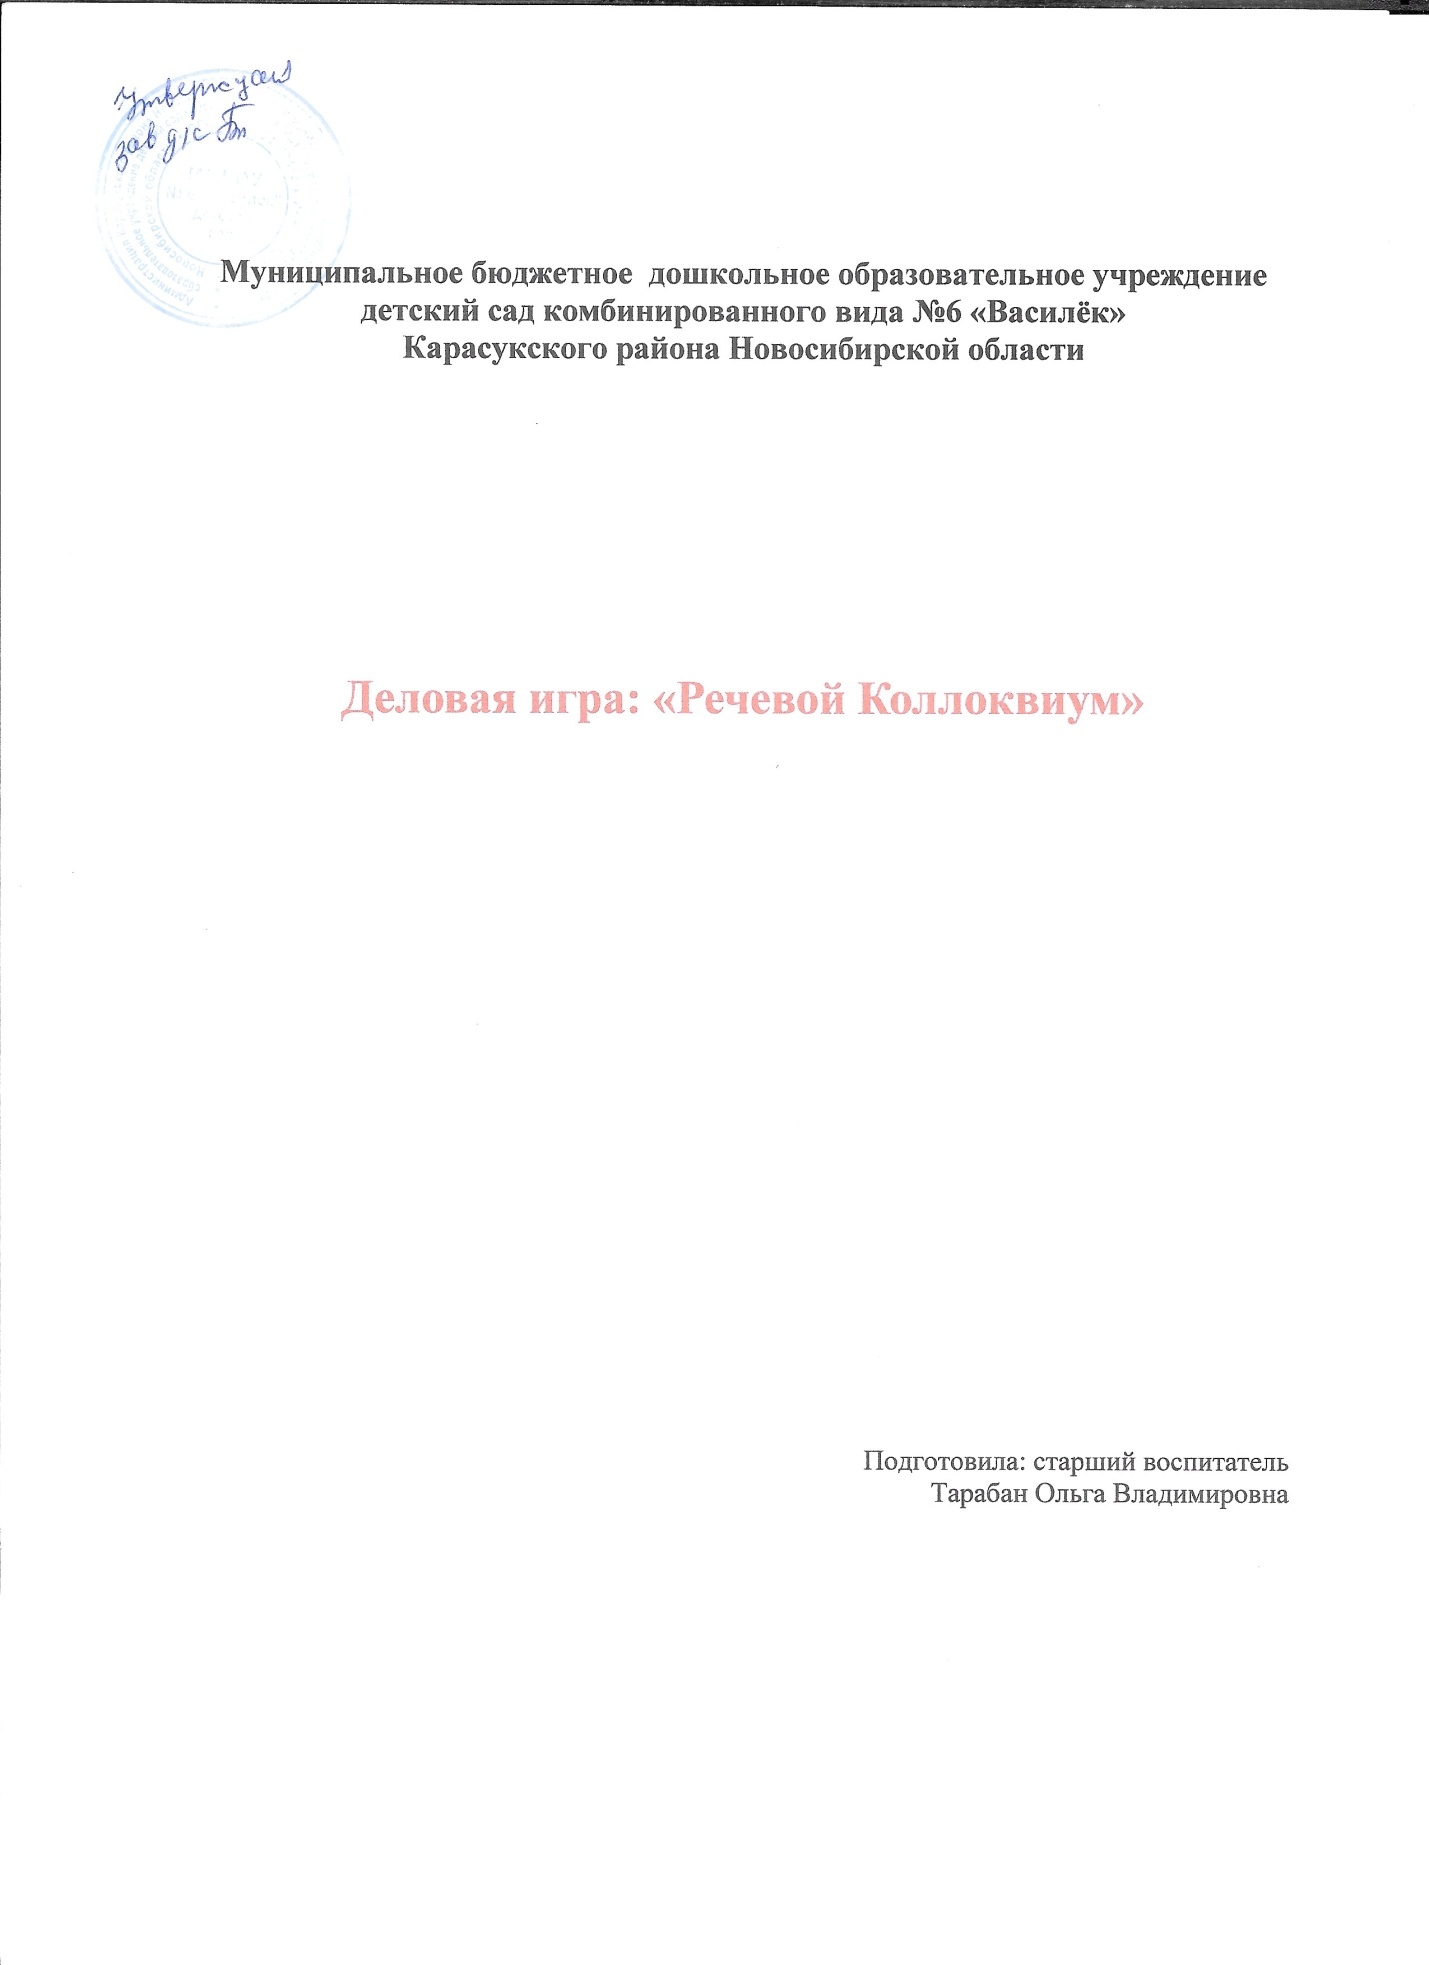 Утверждаю
зав д/с
Муниципальное бюджетное дошкольное образовательное учреждение
детский сад комбинированного вида №6 «Василёк»
Карасукского района Новосибирской области
Деловая игра: «Речевой Коллоквиум»
Подготовила: старший воспитатель
Тарабан Ольга Владимировна